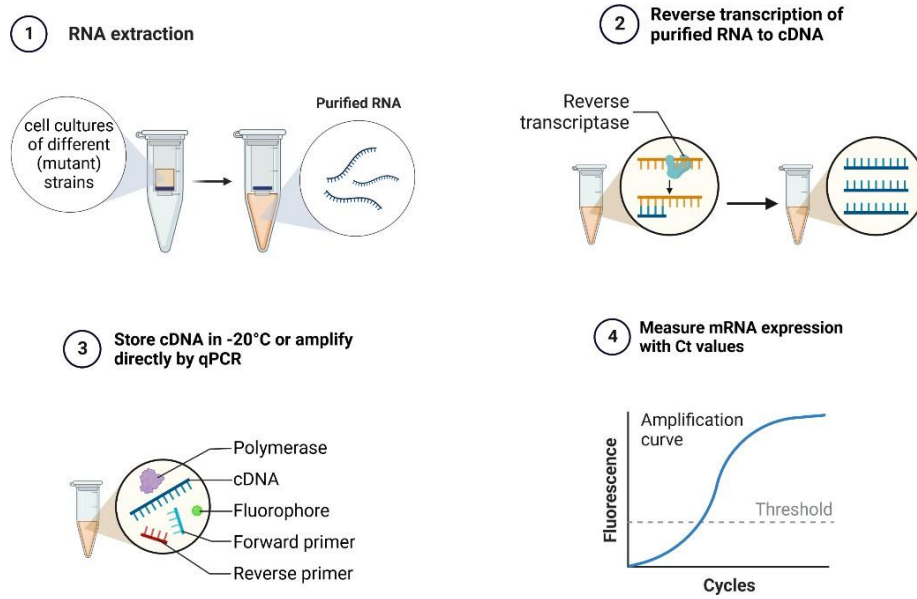 1
RNA extraction
cell cultures
of different
(mutant)
strains
Purified RNA
2
Reverse transcription of
purified RNA to cDNA
Reverse
transcriptase
3
Store cDNA in -20°C or amplify
directly by qPCR
Polymerase
cDNA
Fluorophore
Forward primer
Reverse primer
4
Measure mRNA expression
with Ct values
Amplification
curve
Threshold
Fluorescence
Cycles